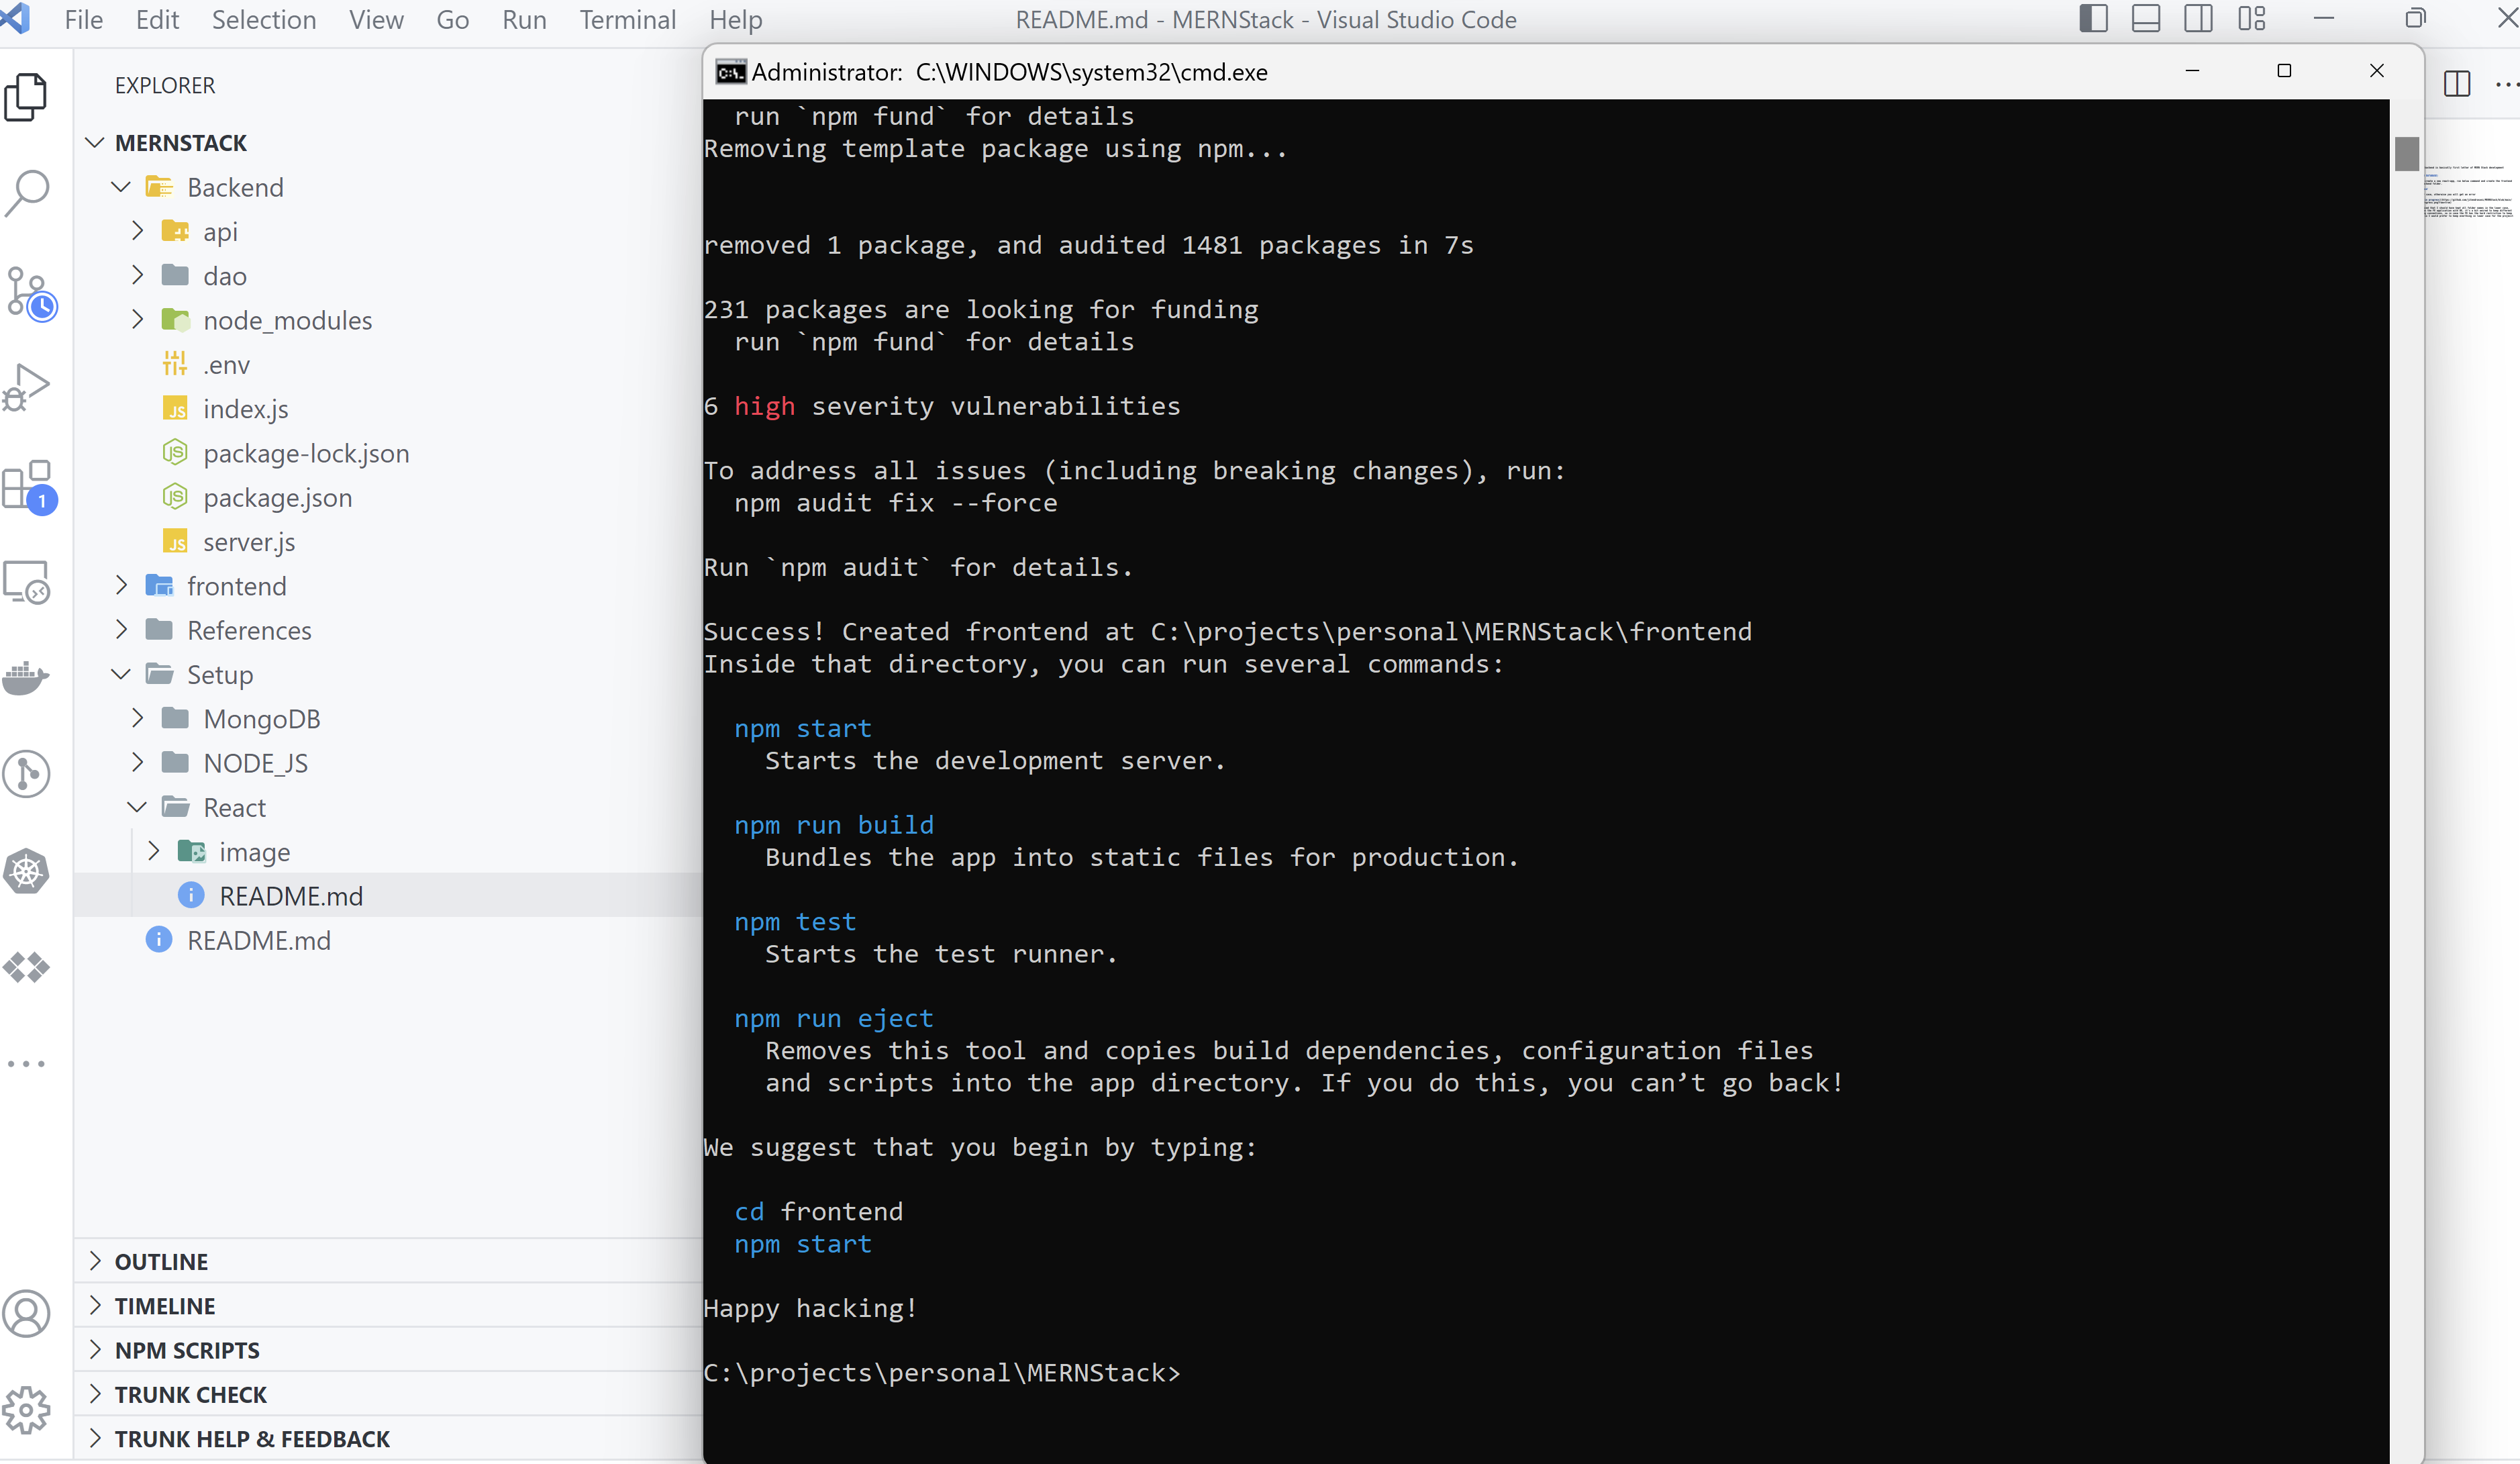 File Edit Selection View Go Run Terminal Help
README.md - MERNStack - Visual Studio Code
EXPLORER
MERNSTACK
Backend
api
dao
node_modules
.env
index.js
package-lock.json
package.json
server.js
frontend
References
Setup
MongoDB
NODE_JS
React
image
README.md
README.md
OUTLINE
TIMELINE
NPM SCRIPTS
TRUNK CHECK
TRUNK HELP & FEEDBACK
1
Administrator: C:\WINDOWS\system32\cmd.exe
run `npm fund` for details
Removing template package using npm...
removed 1 package, and audited 1481 packages in 7s
231 packages are looking for funding
run `npm fund` for details
6 high severity vulnerabilities
To address all issues (including breaking changes), run:
npm audit fix --force
Run `npm audit` for details.
Success! Created frontend at C:\projects\personal\MERNStack\frontend
Inside that directory, you can run several commands:
npm start
Starts the development server.
npm run build
Bundles the app into static files for production.
npm test
Starts the test runner.
npm run eject
Removes this tool and copies build dependencies, configuration files
and scripts into the app directory. If you do this, you can’t go back!
We suggest that you begin by typing:
cd frontend
npm start
Happy hacking!
C:\projects\personal\MERNStack>